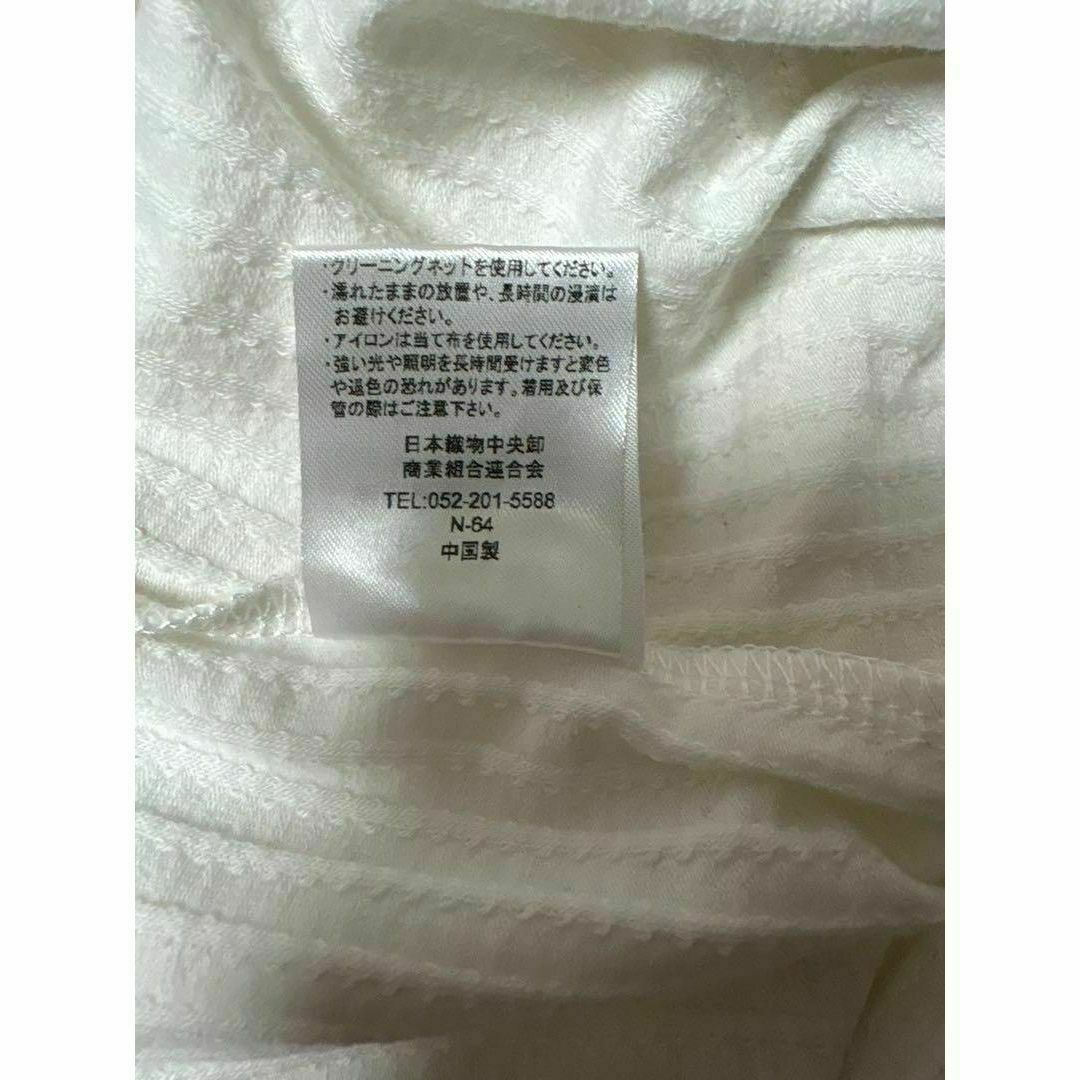 ・クリーニングネットを使用してください。
・濡れたままの放置や、長時間の浸漬は
お避けください。
・アイロンは当て布を使用してください。
・強い光や照明を長時間受けますと変色
や退色の恐れがあります。着用及び保
管の際はご注意下さい。
日本織物中央卸
商業組合連合会
TEL:052-201-5588
N-64
中国製